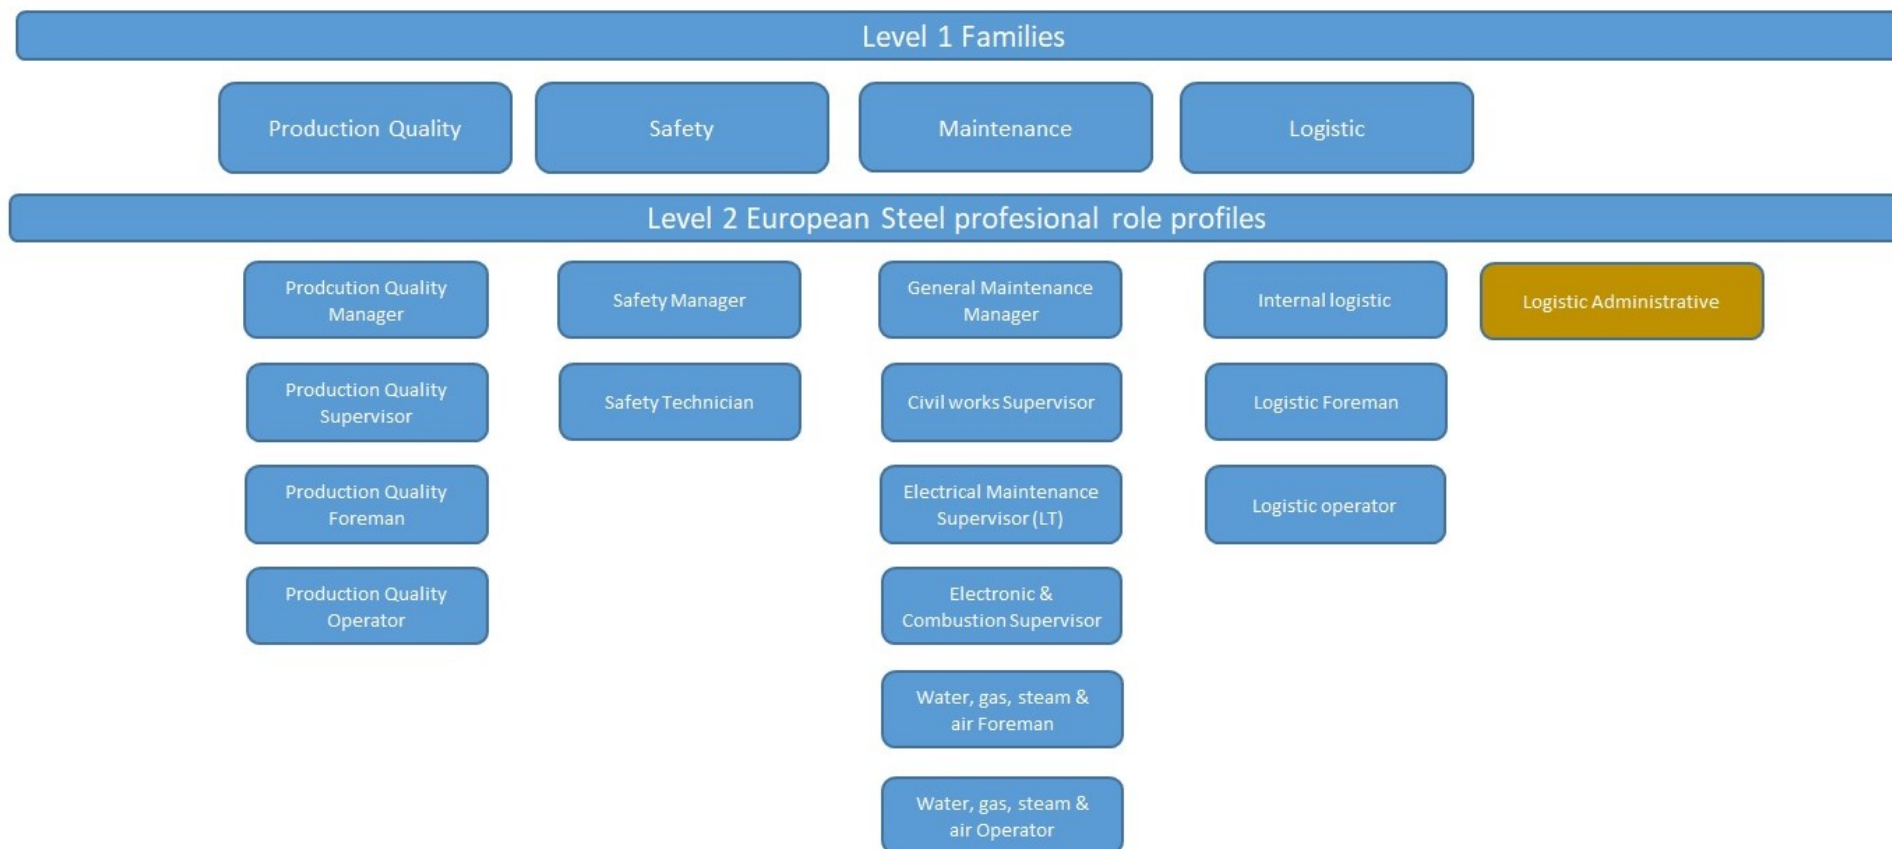 Level 1 Families
Production Quality
Safety
Maintenance
Logistic
Level 2 European Steel profesional role profiles
Prodcution Quality
Manager
Safety Manager
General Maintenance
Manager
Internal logistic
Logistic Administrative
Production Quality
Supervisor
Safety Technician
Civil works Supervisor
Logistic Foreman
Production Quality
Foreman
Electrical Maintenance
Supervisor (LT)
Logistic operator
Production Quality
Operator
Electronic &
Combustion Supervisor
Water, gas, steam &
air Foreman
Water, gas, steam &
air Operator